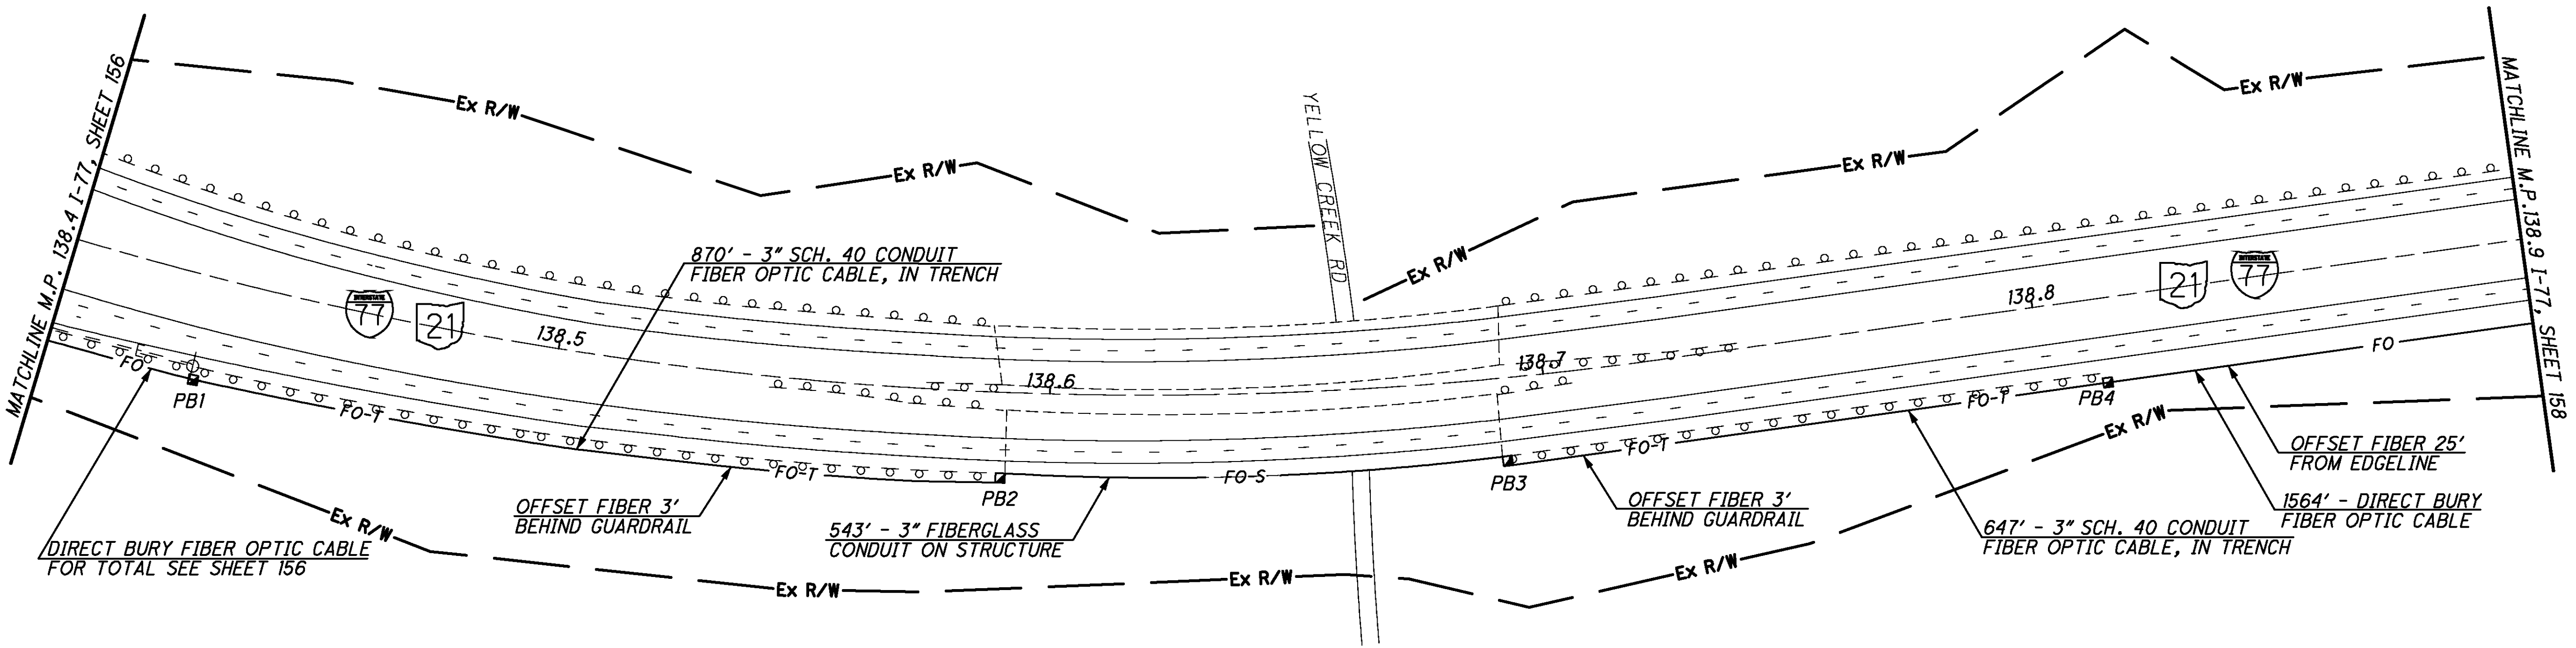 MATCHLINE M.P. 138.4 I-77, SHEET 156
Ex R/W
Ex R/W
YELLOW CREEK RD
Ex R/W
Ex R/W
Ex R/W
MATCHLINE M.P.138.9 I-77, SHEET 158
870' - 3" SCH. 40 CONDUIT
FIBER OPTIC CABLE, IN TRENCH
INTERSTATE
77
21
138.5
138.6
138.7
138.8
21
INTERSTATE
77
E
FO
PB1
FO-T
FO-T
PB2
FO-S
PB3
FO-T
FO-T
PB4
FO
DIRECT BURY FIBER OPTIC CABLE
FOR TOTAL SEE SHEET 156
Ex R/W
OFFSET FIBER 3'
BEHIND GUARDRAIL
543' - 3" FIBERGLASS
CONDUIT ON STRUCTURE
Ex R/W
Ex R/W
OFFSET FIBER 3'
BEHIND GUARDRAIL
Ex R/W
647' - 3" SCH. 40 CONDUIT
FIBER OPTIC CABLE, IN TRENCH
Ex R/W
OFFSET FIBER 25'
FROM EDGELINE
1564' - DIRECT BURY
FIBER OPTIC CABLE